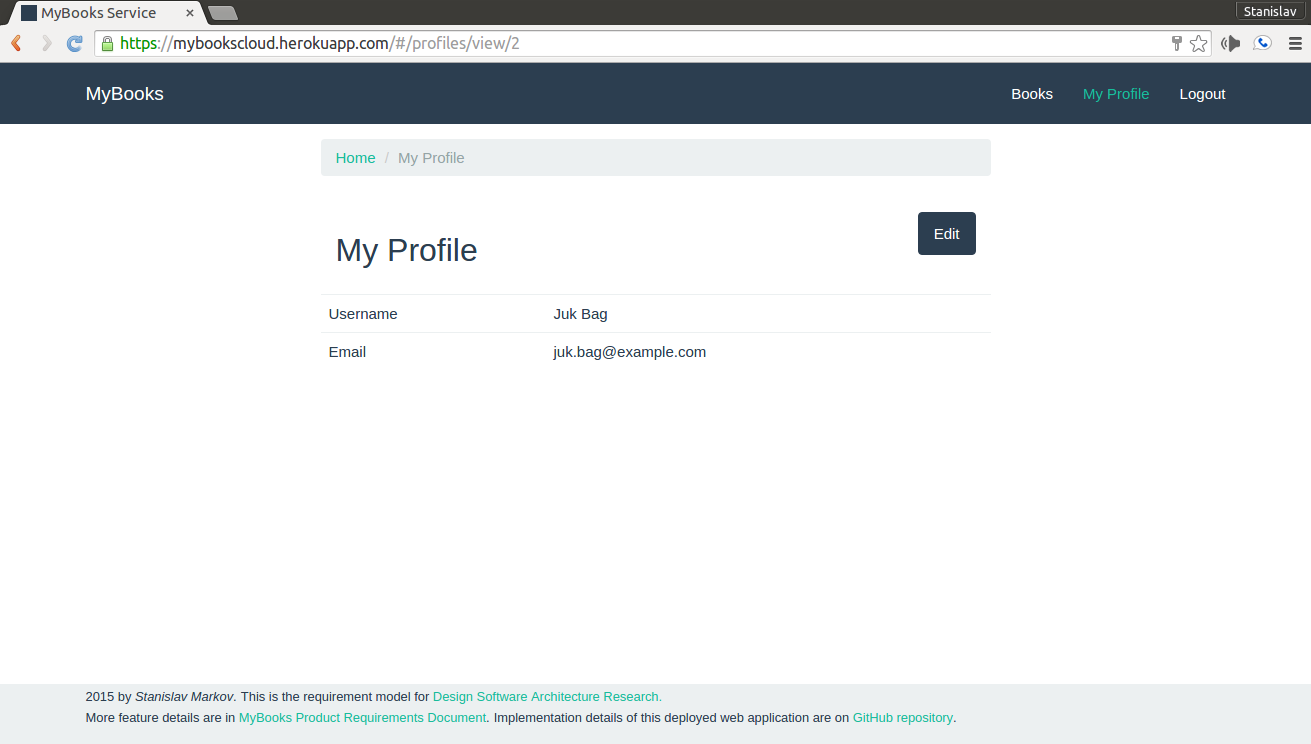 MyBooks Service
Stanislav
https://mybookscloud.herokuapp.com/#/profiles/view/2
MyBooks
Books
My Profile
Logout
Home / My Profile
My Profile
Edit
Username Juk Bag
Email juk.bag@example.com
2015 by Stanislav Markov. This is the requirement model for Design Software Architecture Research.
More feature details are in MyBooks Product Requirements Document. Implementation details of this deployed web application are on GitHub repository.